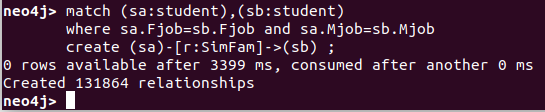 neo4j> match (sa:student),(sb:student)
where sa.Fjob=sb.Fjob and sa.Mjob=sb.Mjob
create (sa)-[r:SimFam]->(sb) ;
0 rows available after 3399 ms, consumed after another 0 ms
Created 131864 relationships
neo4j>